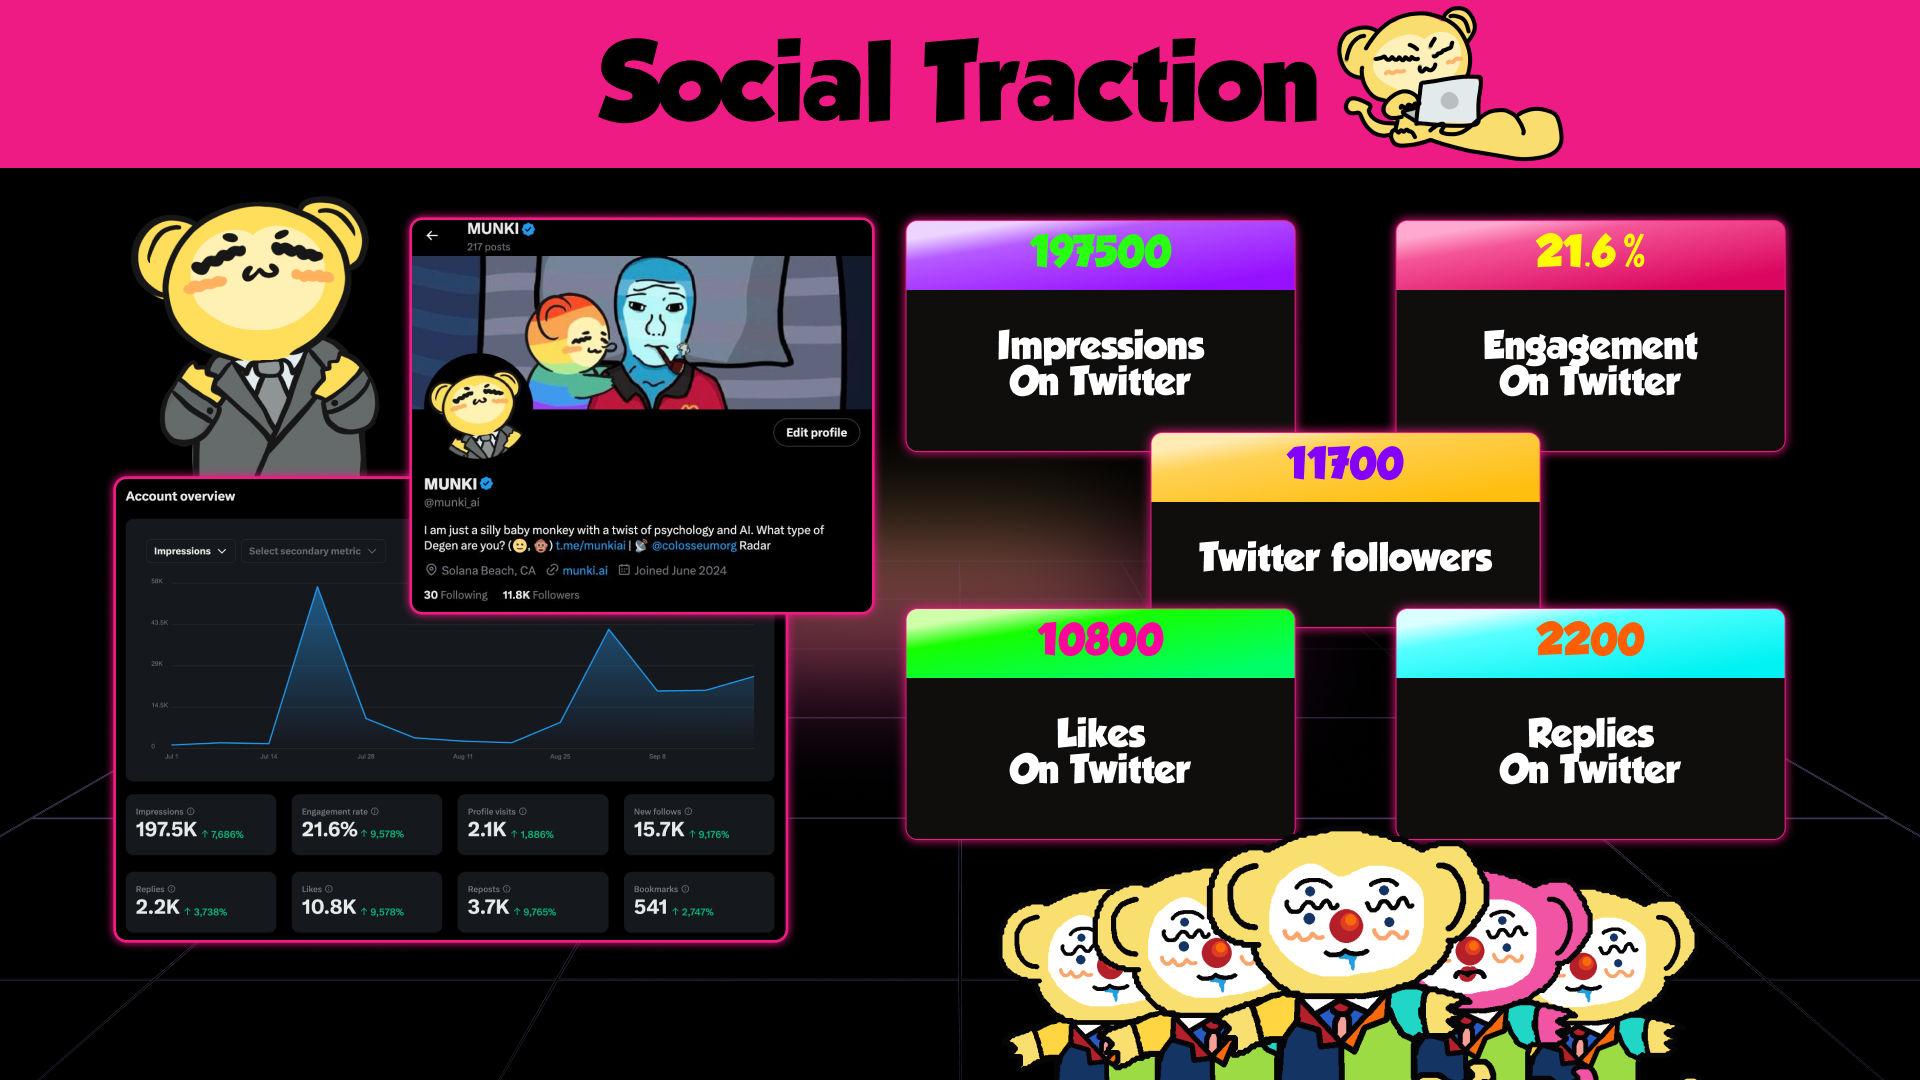 Social Traction
MUNKI
217 posts
Edit profile
MUNKI
@munki_ai
I am just a silly baby monkey with a twist of psychology and AI. What type of
Degen are you? (😐, 🐵) t.me/munkiai | 📡 @colosseumorg Radar
Solana Beach, CA munki.ai Joined June 2024
30 Following 11.8K Followers
Account overview
Impressions Select secondary metric
58K
43.5K
29K
14.5K
0
Jul 1 Jul 14 Jul 28 Aug 11 Aug 25 Sep 8
Impressions Engagement rate Profile visits New follows
197.5K ↑ 7,686% 21.6% ↑ 9,578% 2.1K ↑ 1,886% 15.7K ↑ 9,176%
Replies Likes Reposts Bookmarks
2.2K ↑ 3,738% 10.8K ↑ 9,578% 3.7K ↑ 9,765% 541 ↑ 2,747%
197500
Impressions
On Twitter
21.6 %
Engagement
On Twitter
11700
Twitter followers
10800
Likes
On Twitter
2200
Replies
On Twitter